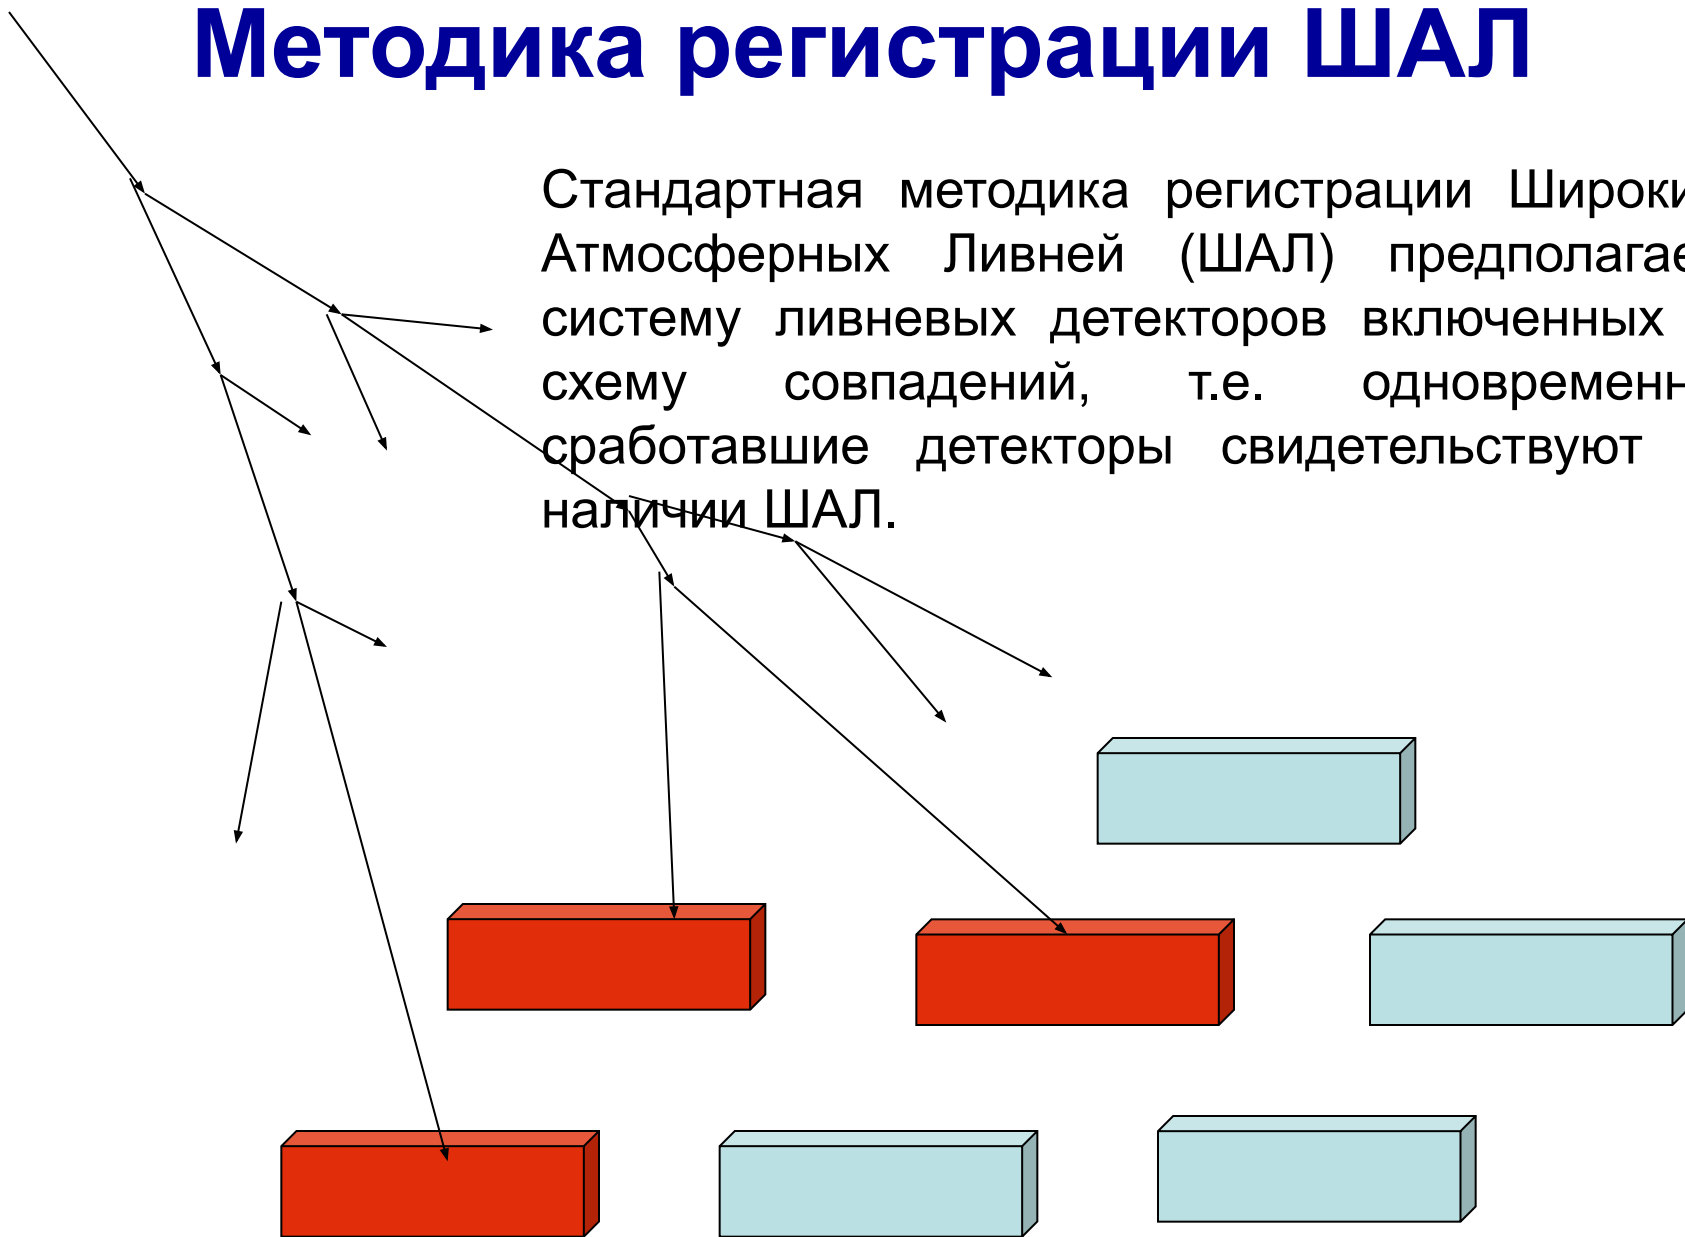 Методика регистрации ШАЛ
Стандартная методика регистрации Широки
Атмосферных Ливней (ШАЛ) предполагае
систему ливневых детекторов включенных
схему совпадений, т.е. одновременн
сработавшие детекторы свидетельствуют
наличии ШАЛ.